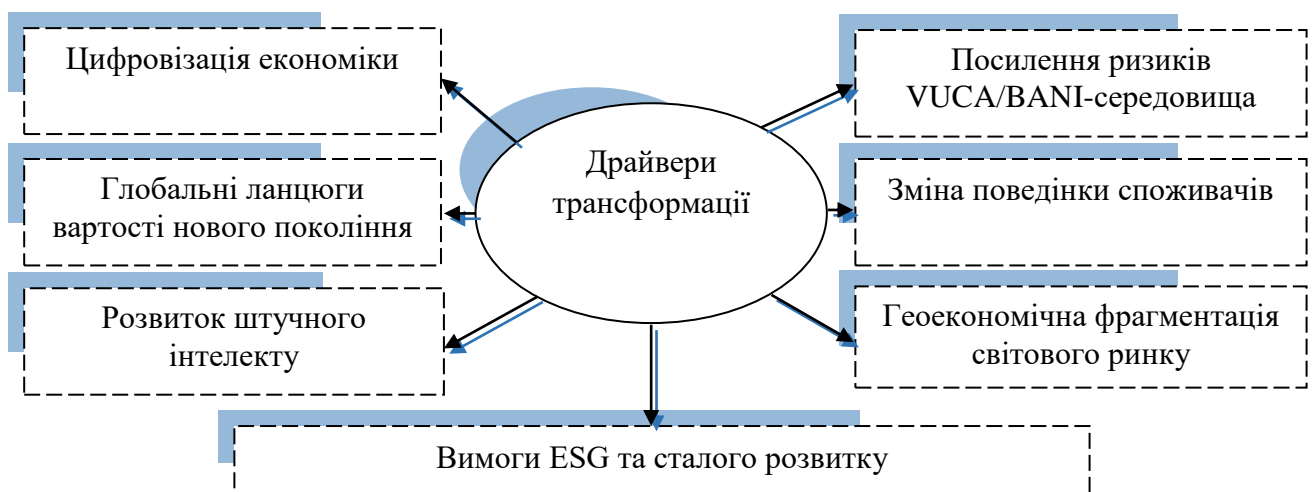 Цифровізація економіки
Глобальні ланцюги
вартості нового покоління
Розвиток штучного
інтелекту
Драйвери
трансформації
Посилення ризиків
VUCA/BANI-середовища
Зміна поведінки споживачів
Геоекономічна фрагментація
світового ринку
Вимоги ESG та сталого розвитку